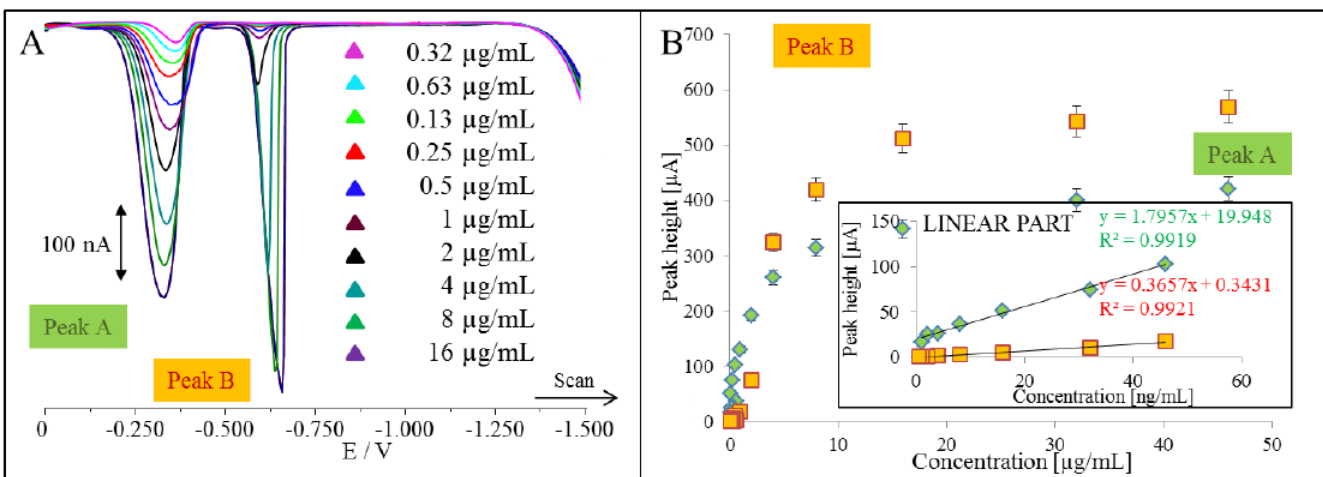 A
0.32 µg/mL
0.63 µg/mL
0.13 µg/mL
0.25 µg/mL
0.5 µg/mL
1 µg/mL
2 µg/mL
4 µg/mL
8 µg/mL
16 µg/mL
100 nA
Peak A
Peak B
Scan
0 -0.250 -0.500 -0.750 -1.000 -1.250 -1.500
E / V
B
Peak B
Peak A
Peak height [µA]
700
600
500
400
300
200
100
0
0 10 20 30 40 50
Concentration [µg/mL]
LINEAR PART
y = 1.7957x + 19.948
R² = 0.9919
y = 0.3657x + 0.3431
R² = 0.9921
Peak height [µA]
150
100
50
0
0 20 40 60
Concentration [ng/mL]